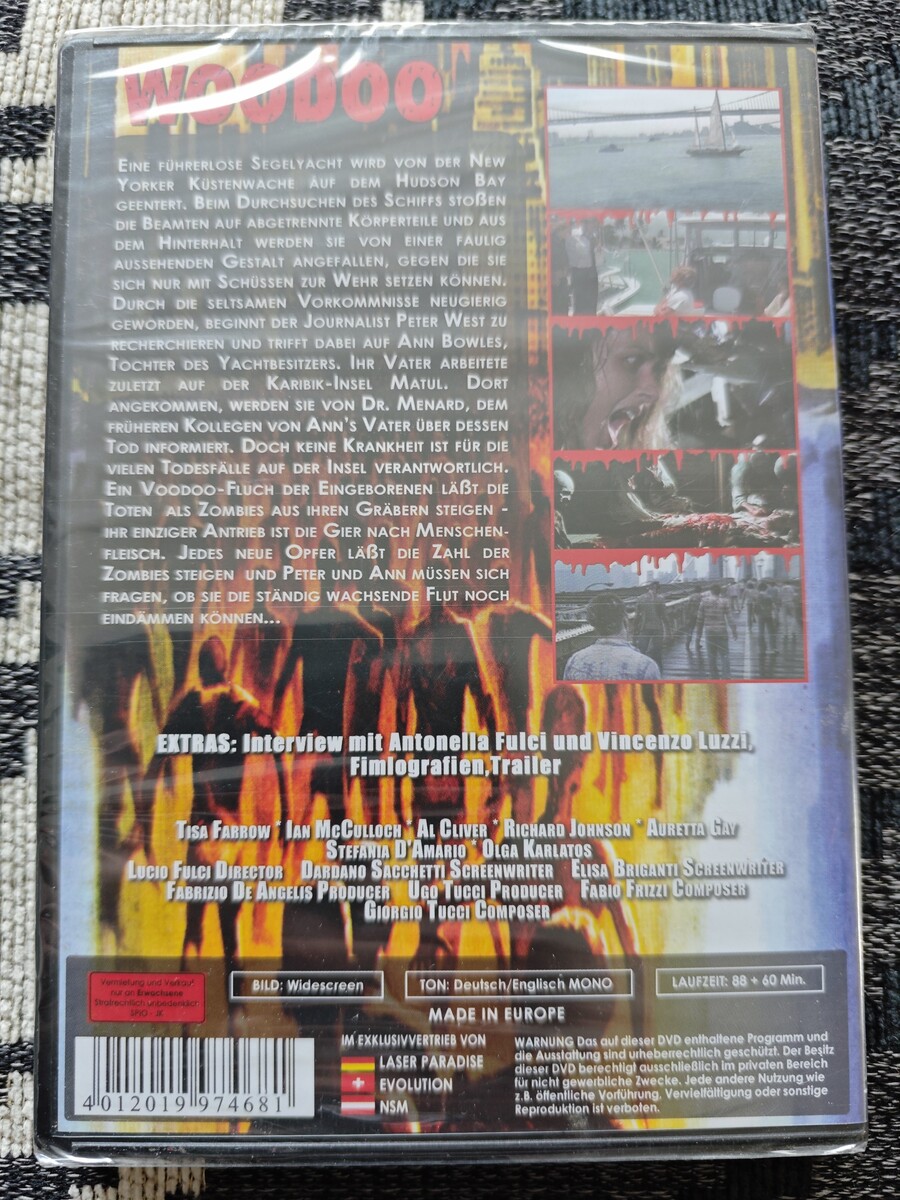 WOODOO
EINE FÜHRERLOSE SEGELYACHT WIRD VON DER NEW
YORKER KÜSTENWACHE AUF DEM HUDSON BAY
GEENTERT. BEIM DURCHSUCHEN DES SCHIFFS STOßEN
DIE BEAMTEN AUF ABGETRENNTE KÖRPERTEILE UND AUS
DEM HINTERHALT WERDEN SIE VON EINER FAULIG
AUSSEHENDEN GESTALT ANGEFALLEN, GEGEN DIE SIE
SICH NUR MIT SCHÜSSEN ZUR WEHR SETZEN KÖNNEN.
DURCH DIE SELTSAMEN VORKOMMNISSE NEUGIERIG
GEWORDEN, BEGINNT DER JOURNALIST PETER WEST ZU
RECHERCHIEREN UND TRIFFT DABEI AUF ANN BOWLES,
TOCHTER DES YACHTBESITZERS. IHR VATER ARBEITETE
ZULETZT AUF DER KARIBIK-INSEL MATUL. DORT
ANGEKOMMEN, WERDEN SIE VON DR. MENARD, DEM
FRÜHEREN KOLLEGEN VON ANN'S VATER ÜBER DESSEN
TOD INFORMIERT. DOCH KEINE KRANKHEIT IST FÜR DIE
VIELEN TODESFÄLLE AUF DER INSEL VERANTWORTLICH.
EIN VOODOO-FLUCH DER EINGEBORENEN LÄßT DIE
TOTEN ALS ZOMBIES AUS IHREN GRÄBERN STEIGEN -
IHR EINZIGER ANTRIEB IST DIE GIER NACH MENSCHEN-
FLEISCH. JEDES NEUE OPFER LÄßT DIE ZAHL DER
ZOMBIES STEIGEN UND PETER UND ANN MÜSSEN SICH
FRAGEN, OB SIE DIE STÄNDIG WACHSENDE FLUT NOCH
EINDÄMMEN KÖNNEN...
EXTRAS: Interview mit Antonella Fulci und Vincenzo Luzzi,
Fimlografien,Trailer
TISA FARROW * IAN MCCULLOCH * AL CLIVER * RICHARD JOHNSON * AURETTA GAY
STEFANIA D'AMARIO * OLGA KARLATOS
LUCIO FULCI DIRECTOR DARDANO SACCHETTI SCREENWRITER ELISA BRIGANTI SCREENWRITER
FABRIZIO DE ANGELIS PRODUCER UGO TUCCI PRODUCER FABIO FRIZZI COMPOSER
GIORGIO TUCCI COMPOSER
Vermietung und Verkauf
nur an Erwachsene
Strafrechtlich unbedenklich
SPIO - JK
BILD: Widescreen
TON: Deutsch/Englisch MONO
LAUFZEIT: 88 + 60 Min.
MADE IN EUROPE
4 012019 974681
IM EXKLUSIVVERTRIEB VON
LASER PARADISE
EVOLUTION
NSM
WARNUNG Das auf dieser DVD enthaltene Programm und
die Ausstattung sind urheberrechtlich geschützt. Der Besitz
dieser DVD berechtigt ausschließlich im privaten Bereich
für nicht gewerbliche Zwecke. Jede andere Nutzung wie
z.B. öffentliche Vorführung, Vervielfältigung oder sonstige
Reproduktion ist verboten.